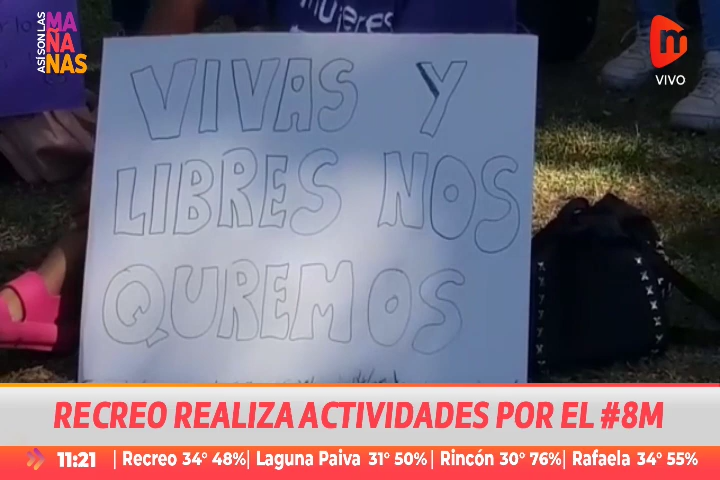 ASÍ SON LAS
MAÑANAS
mujeres
VIVO
VIVAS Y
LIBRES NOS
QUREMOS
RECREO REALIZA ACTIVIDADES POR EL #8M
11:21 | Recreo 34° 48% | Laguna Paiva 31° 50% | Rincón 30° 76% | Rafaela 34° 55%